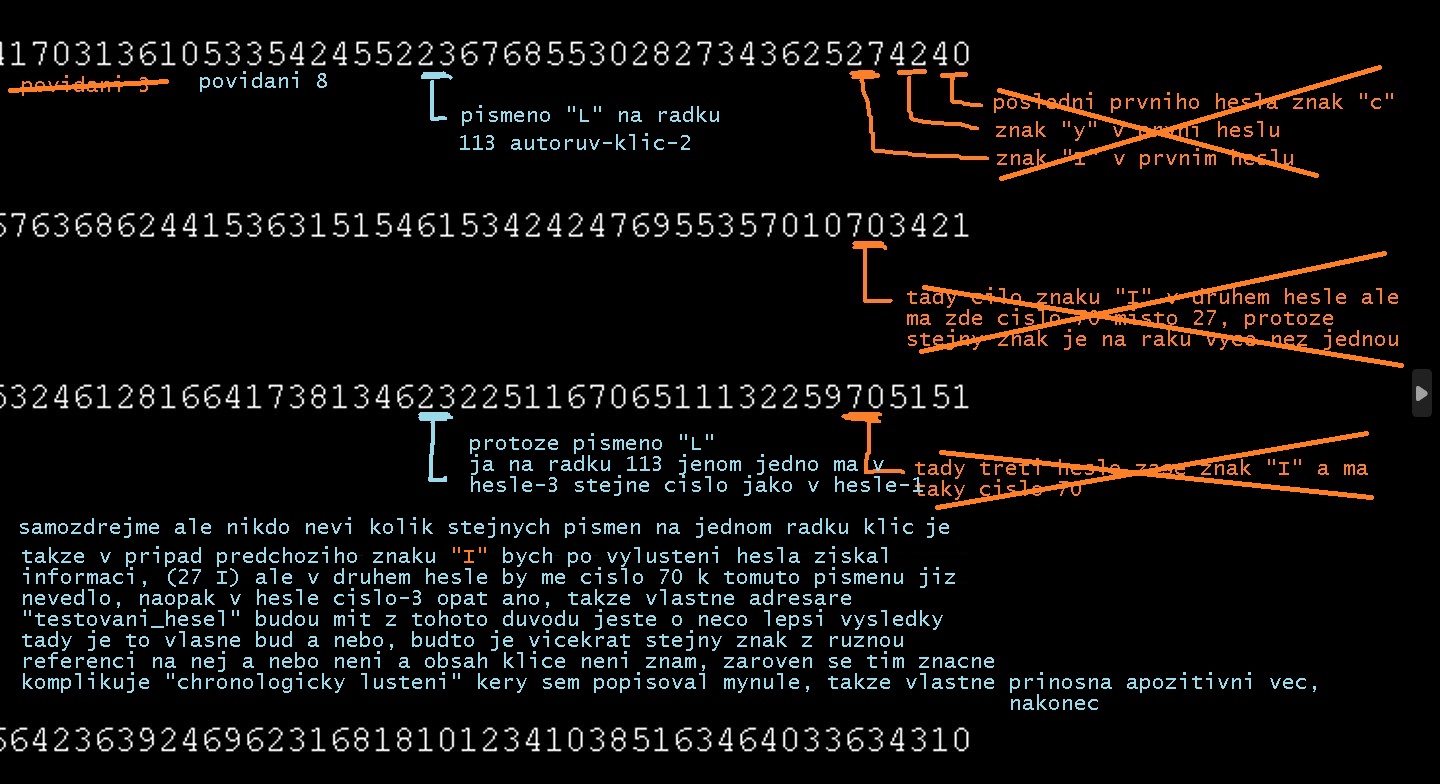 4170313610533542455223676855302827343625274240
povidani 3 povidani 8
pismeno "L" na radku
113 autoruv-klic-2
posledni prvniho hesla znak "c"
znak "y" v prvni heslu
znak "I" v prvnim heslu
5763686244153631515461534242476955357010703421
tady cilo znaku "I" v druhem hesle ale
ma zde cislo 70 misto 27, protoze
stejny znak je na raku vyce nez jednou
5324612816641738134623225116706511132259705151
protoze pismeno "L"
ja na radku 113 jenom jedno ma v
hesle-3 stejne cislo jako v hesle-1
tady treti hesle zase znak "I" a ma
taky cislo 70
samozdrejme ale nikdo nevi kolik stejnych pismen na jednom radku klic je
takze v pripad predchoziho znaku "I" bych po vylusteni hesla ziskal
informaci, (27 I) ale v druhem hesle by me cislo 70 k tomuto pismenu jiz
nevedlo, naopak v hesle cislo-3 opat ano, takze vlastne adresare
"testovani_hesel" budou mit z tohoto duvodu jeste o neco lepsi vysledky
tady je to vlasne bud a nebo, budto je vicekrat stejny znak z ruznou
referenci na nej a nebo neni a obsah klice neni znam, zaroven se tim znacne
komplikuje "chronologicky lusteni" kery sem popisoval mynule, takze vlastne prinosna apozitivni vec,
nakonec
5642363924696231681810123410385163464033634310